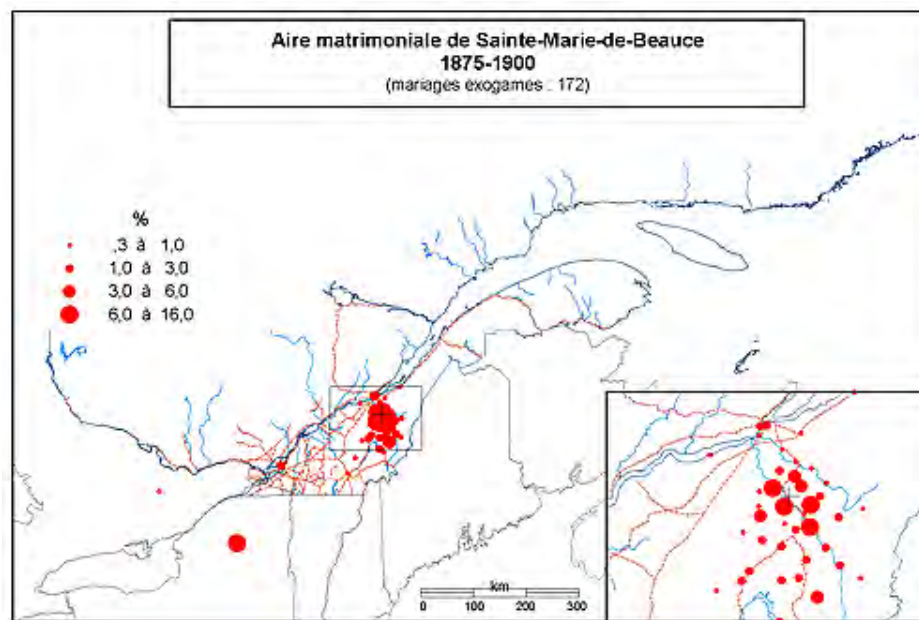 Aire matrimoniale de Sainte-Marie-de-Beauce
1875-1900
(mariages exogames : 172)
%
,3 à 1,0
1,0 à 3,0
3,0 à 6,0
6,0 à 16,0
km
0 100 200 300